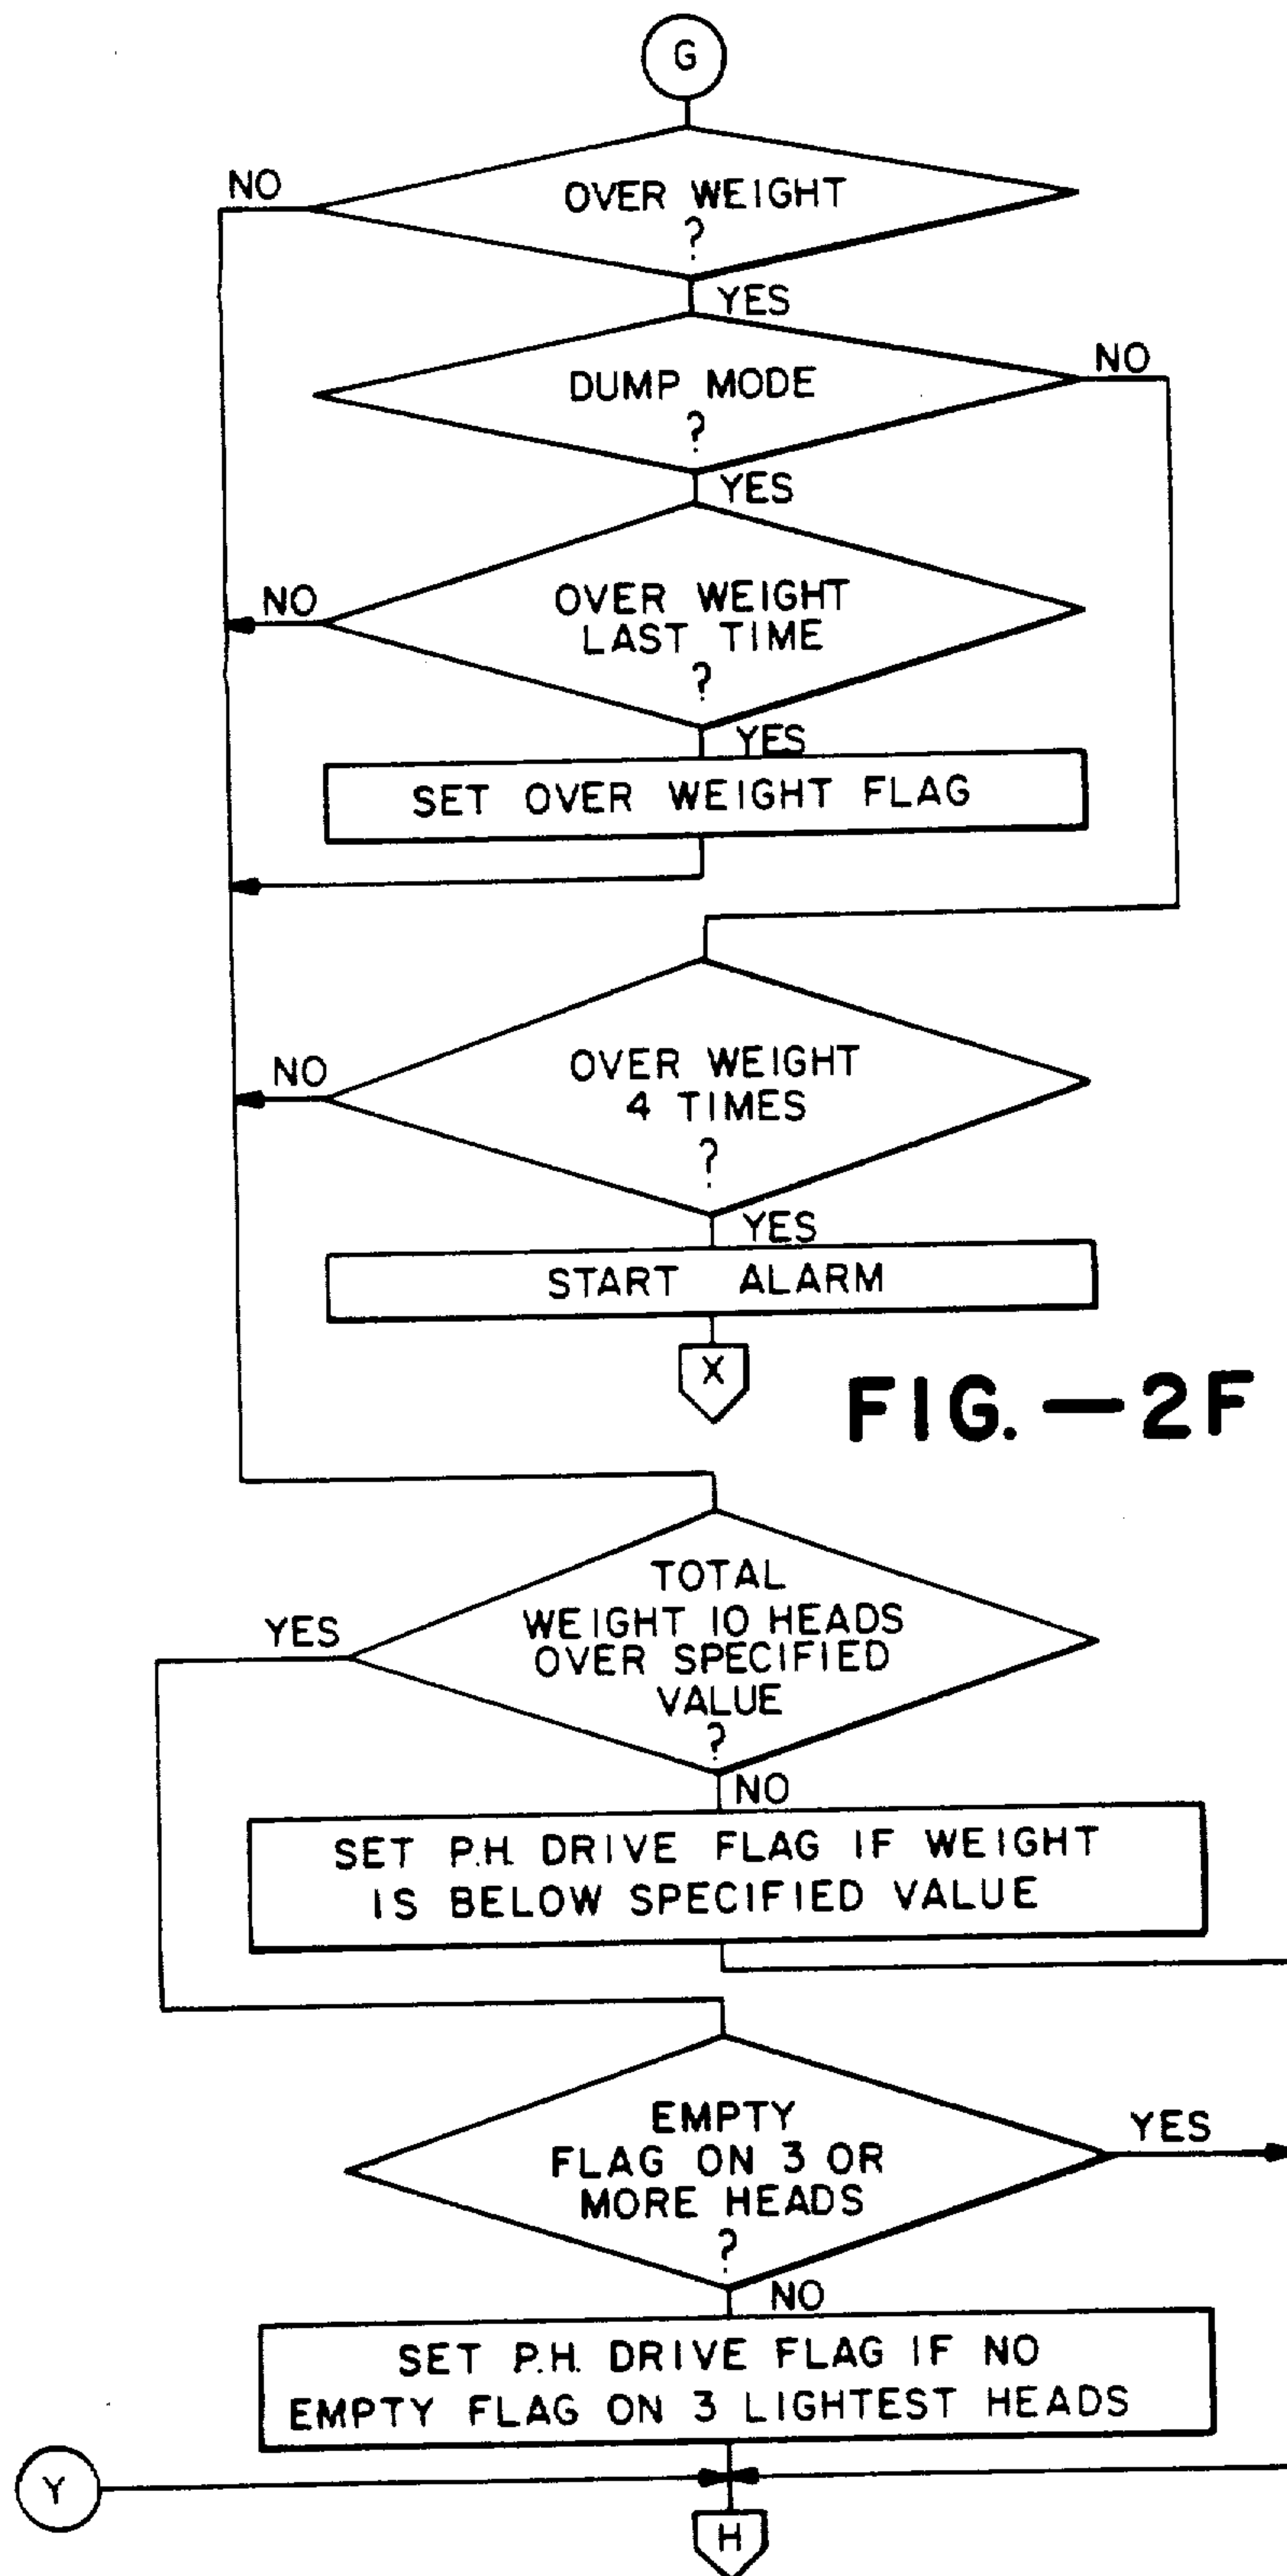 G
OVER WEIGHT
?
NO
YES
DUMP MODE
?
NO
YES
OVER WEIGHT
LAST TIME
?
NO
YES
SET OVER WEIGHT FLAG
OVER WEIGHT
4 TIMES
?
NO
YES
START ALARM
X
FIG.—2F
TOTAL
WEIGHT 10 HEADS
OVER SPECIFIED
VALUE
?
YES
NO
SET P.H. DRIVE FLAG IF WEIGHT
IS BELOW SPECIFIED VALUE
EMPTY
FLAG ON 3 OR
MORE HEADS
?
YES
NO
SET P.H. DRIVE FLAG IF NO
EMPTY FLAG ON 3 LIGHTEST HEADS
Y
H